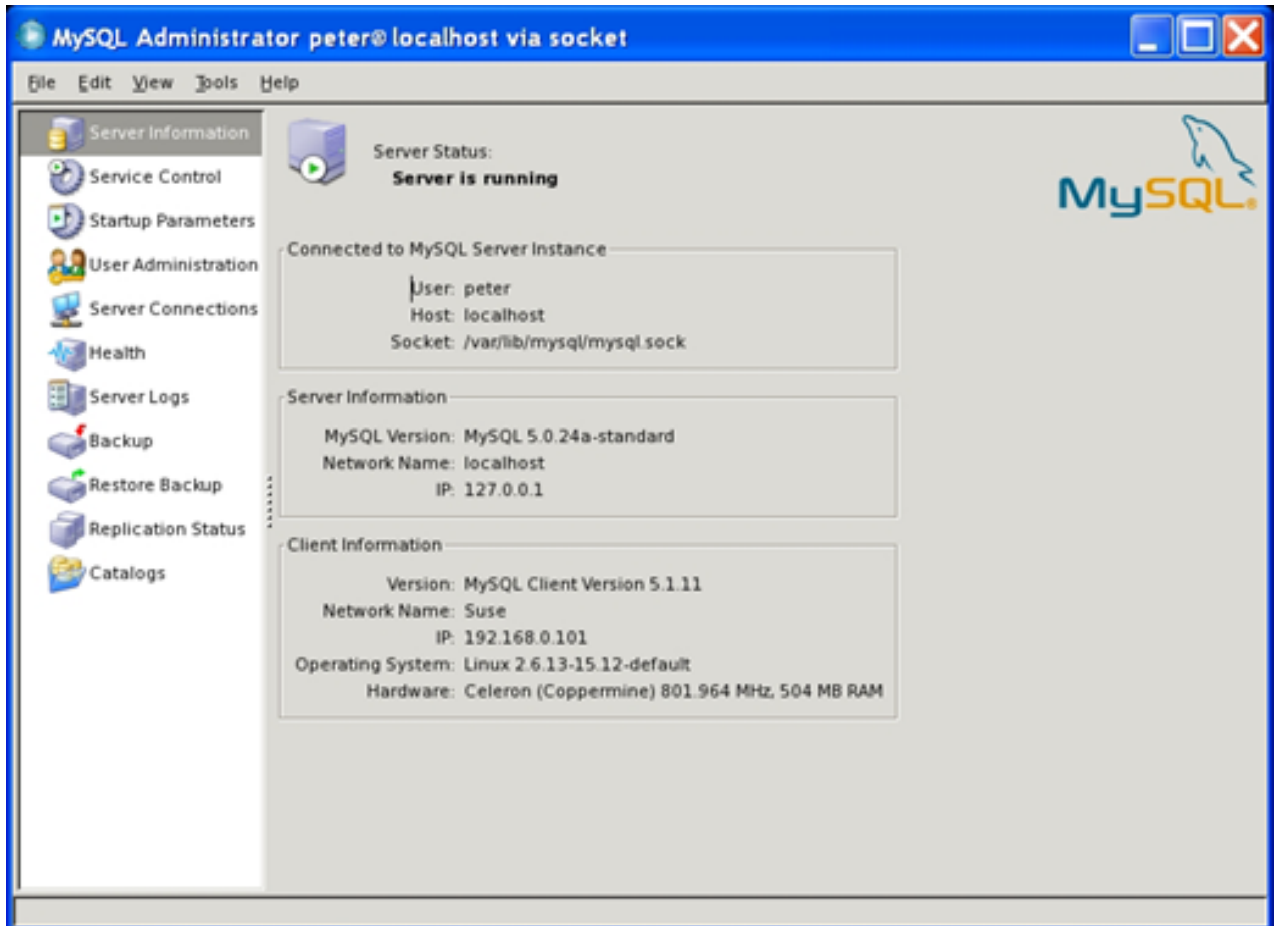 MySQL Administrator peter@localhost via socket
File Edit View Tools Help
Server Information
Service Control
Startup Parameters
User Administration
Server Connections
Health
Server Logs
Backup
Restore Backup
Replication Status
Catalogs
Server Status:
Server is running
MySQL®
Connected to MySQL Server Instance
User: peter
Host: localhost
Socket: /var/lib/mysql/mysql.sock
Server Information
MySQL Version: MySQL 5.0.24a-standard
Network Name: localhost
IP: 127.0.0.1
Client Information
Version: MySQL Client Version 5.1.11
Network Name: Suse
IP: 192.168.0.101
Operating System: Linux 2.6.13-15.12-default
Hardware: Celeron (Coppermine) 801.964 MHz, 504 MB RAM